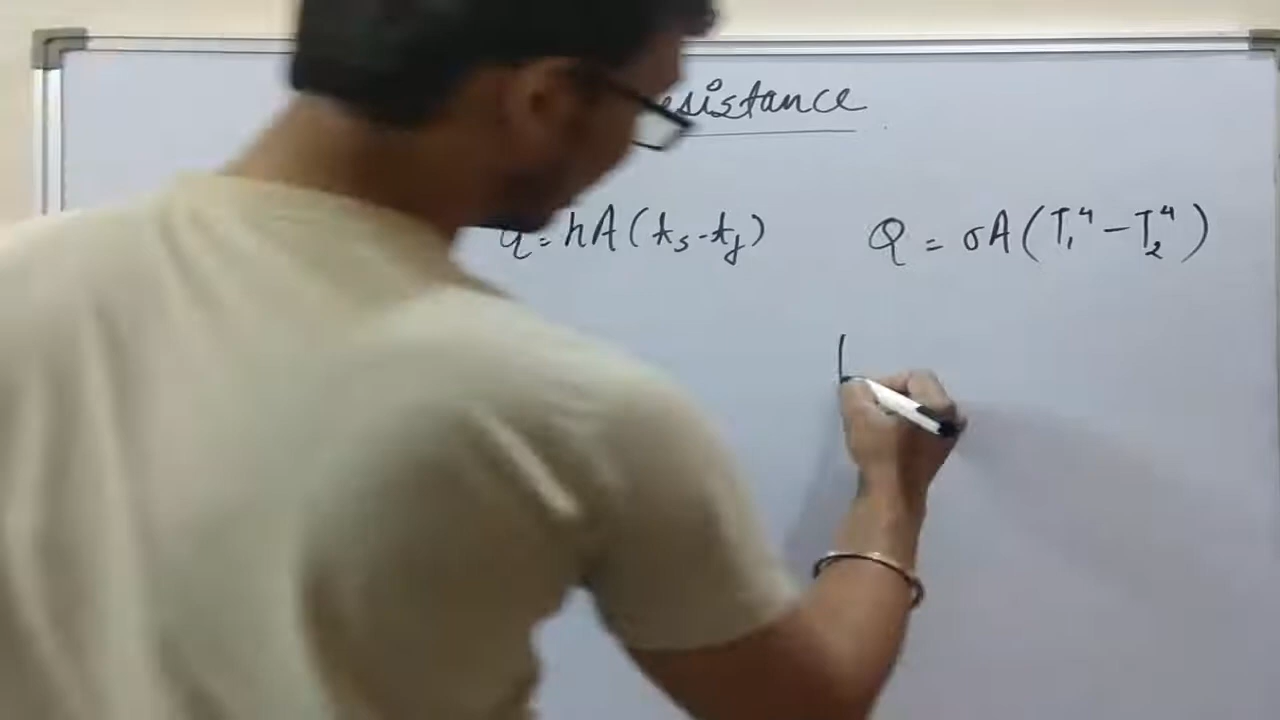 esistance
Q = hA(ts-tf) Q = σA(T₁⁴-T₂⁴)